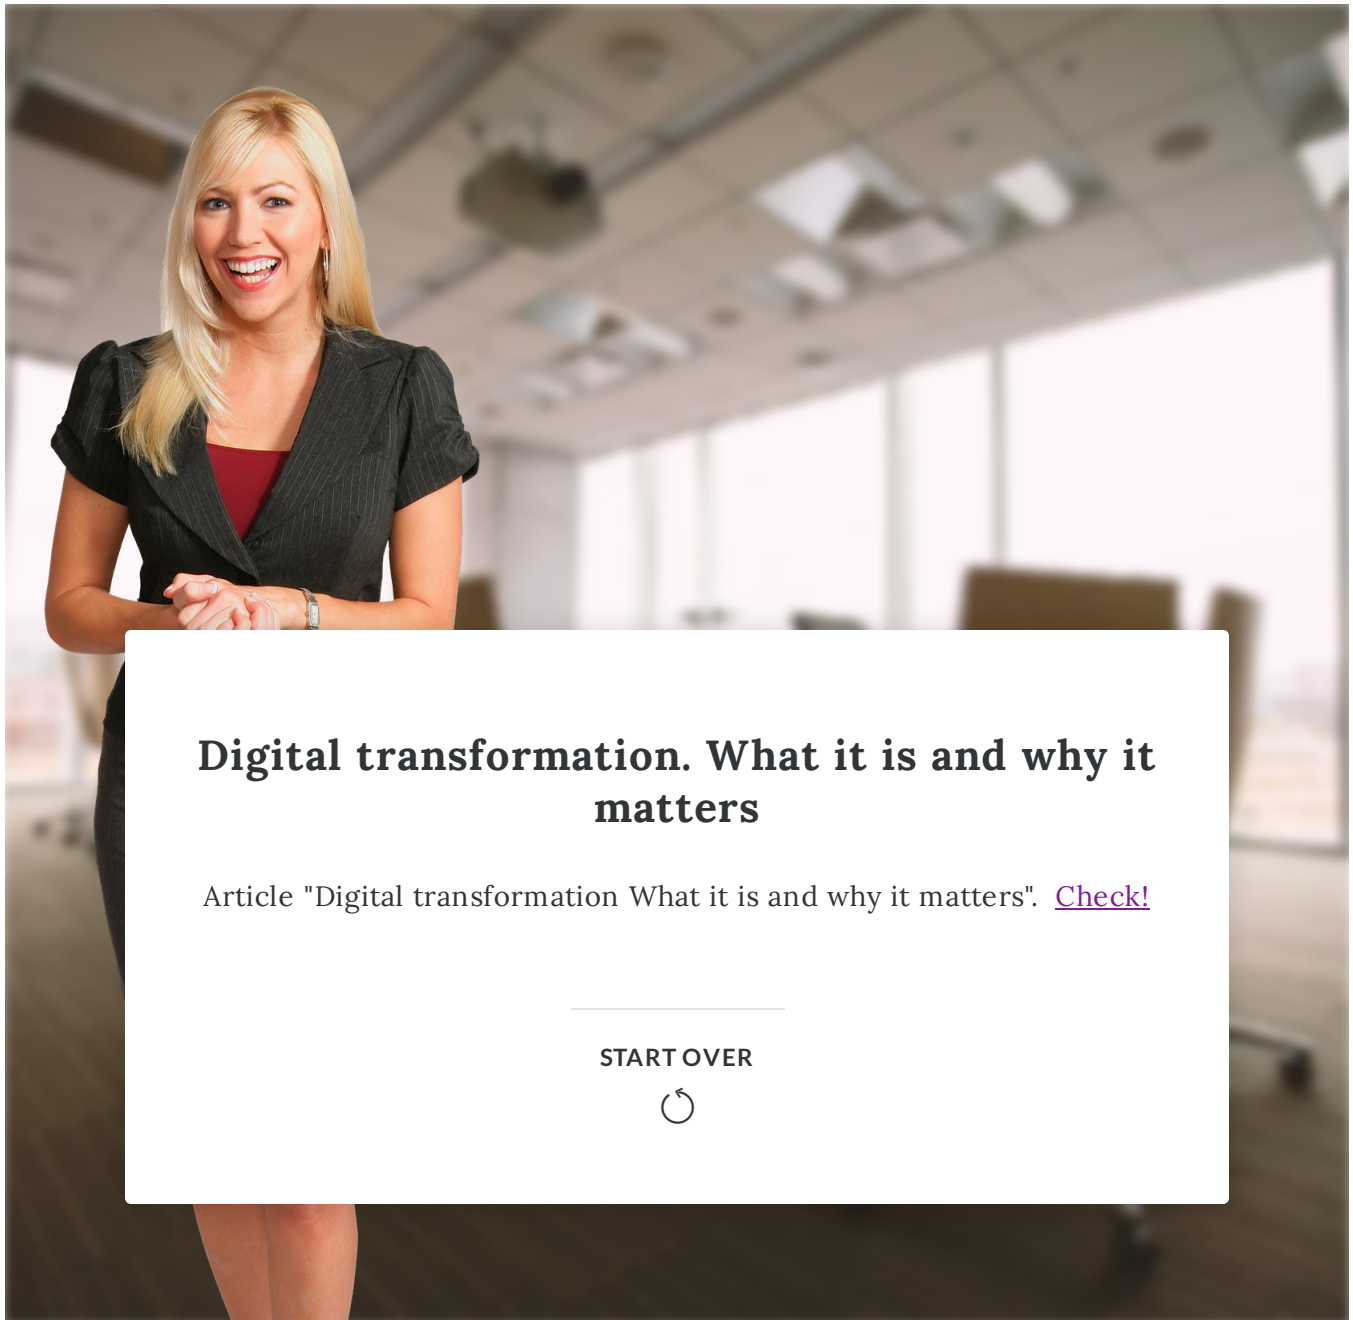 Digital transformation. What it is and why it
matters
Article "Digital transformation What it is and why it matters". Check!
START OVER